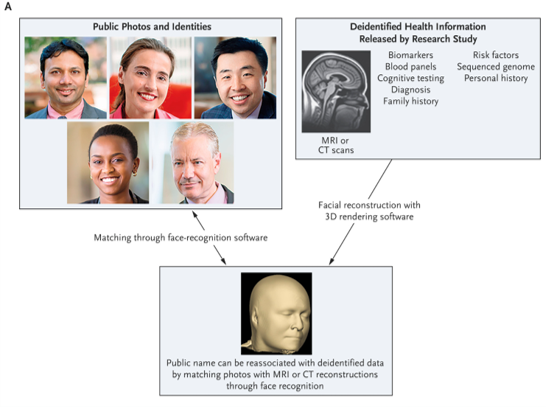 A
Public Photos and Identities
Deidentified Health Information
Released by Research Study
Biomarkers
Blood panels
Cognitive testing
Diagnosis
Family history
Risk factors
Sequenced genome
Personal history
MRI or
CT scans
Facial reconstruction with
3D rendering software
Matching through face-recognition software
Public name can be reassociated with deidentified data
by matching photos with MRI or CT reconstructions
through face recognition